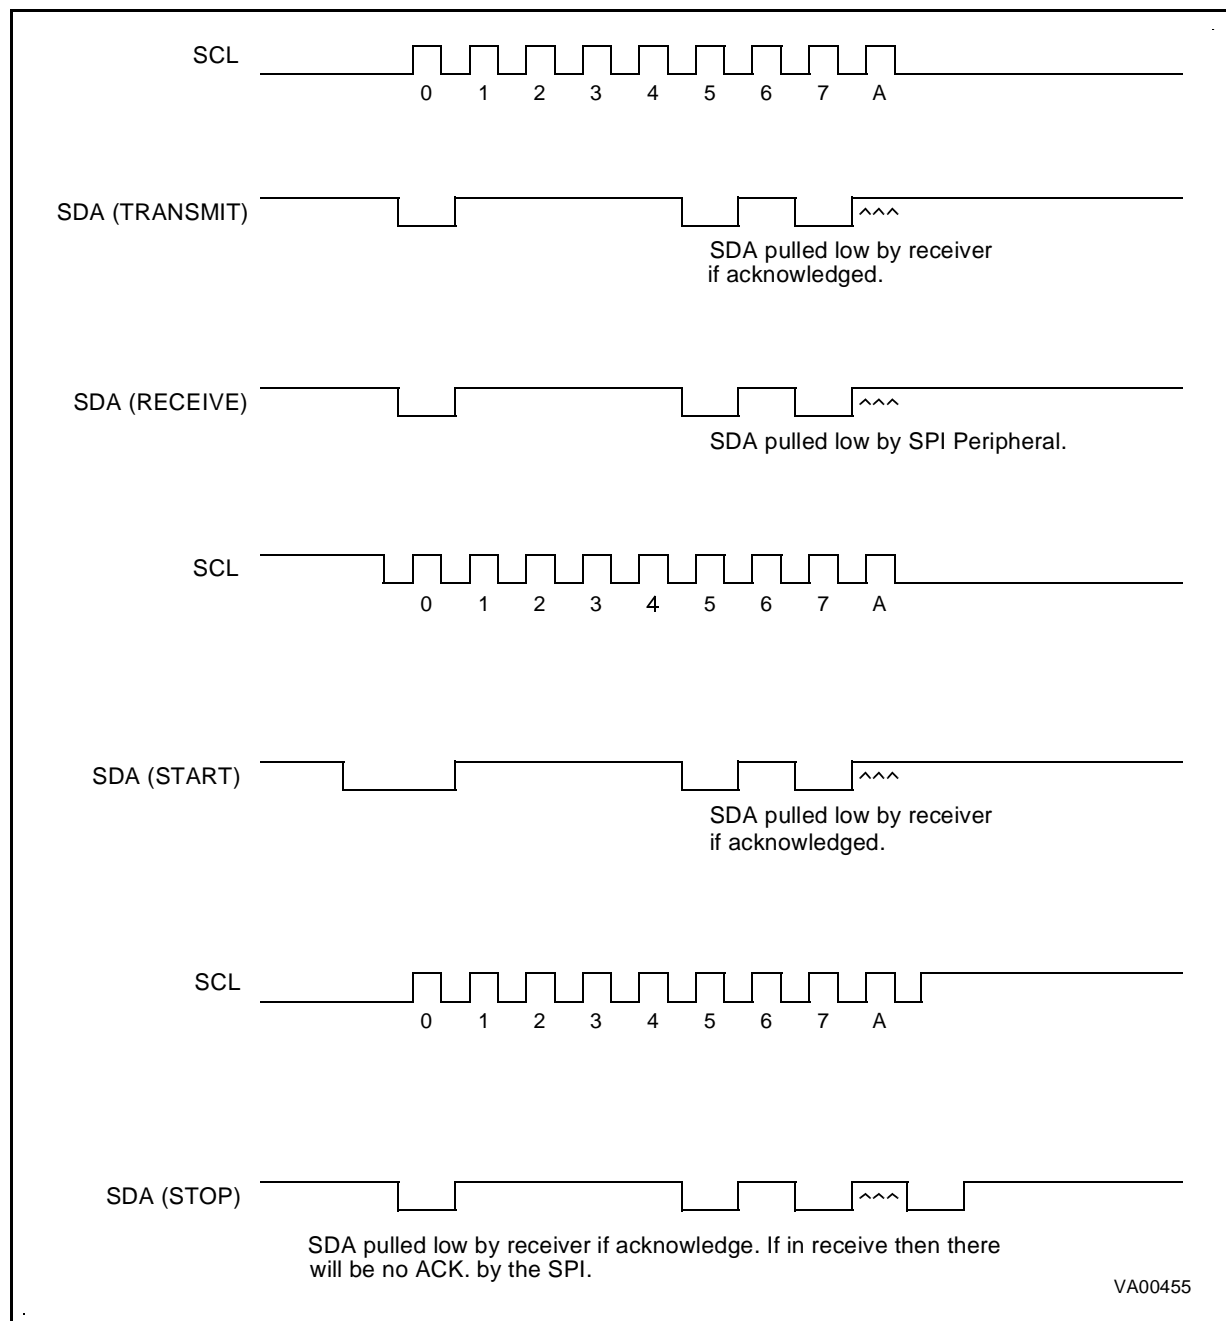 SCL
0 1 2 3 4 5 6 7 A
SDA (TRANSMIT)
^^^
SDA pulled low by receiver
if acknowledged.
SDA (RECEIVE)
^^^
SDA pulled low by SPI Peripheral.
SCL
0 1 2 3 4 5 6 7 A
SDA (START)
^^^
SDA pulled low by receiver
if acknowledged.
SCL
0 1 2 3 4 5 6 7 A
SDA (STOP)
^^^
SDA pulled low by receiver if acknowledge. If in receive then there
will be no ACK. by the SPI.
VA00455